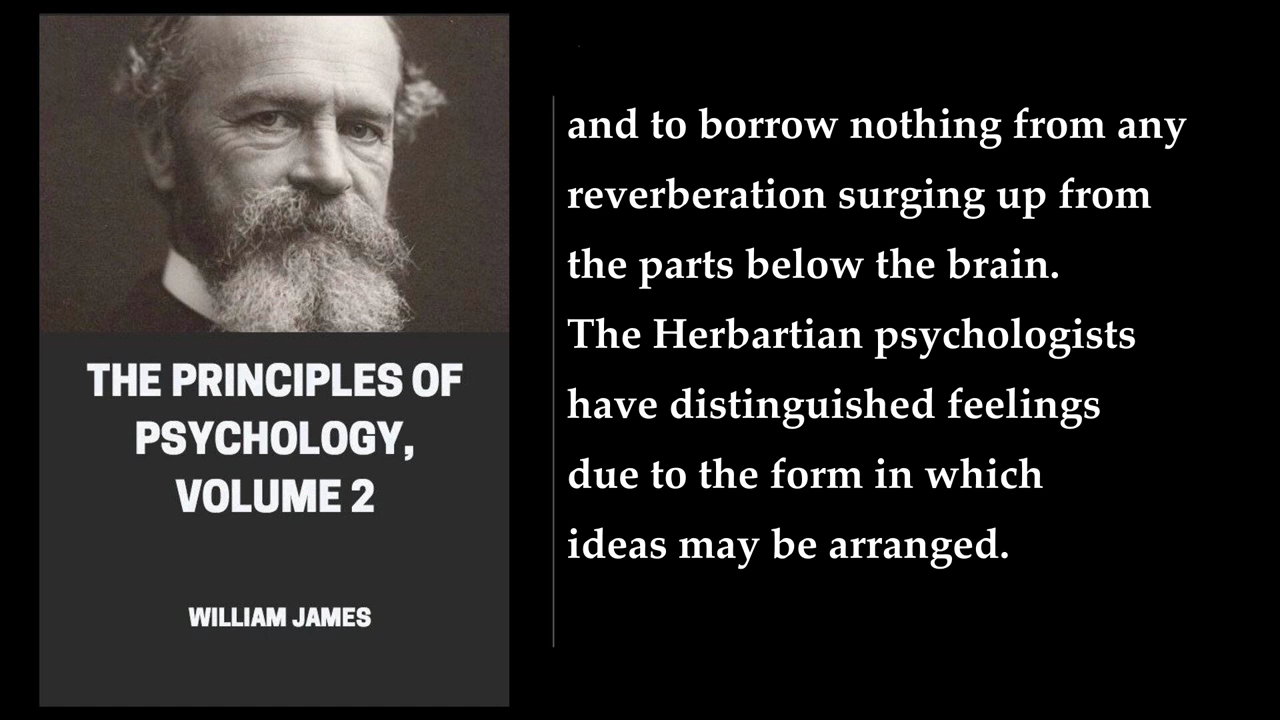 THE PRINCIPLES OF
PSYCHOLOGY,
VOLUME 2
WILLIAM JAMES
and to borrow nothing from any
reverberation surging up from
the parts below the brain.
The Herbartian psychologists
have distinguished feelings
due to the form in which
ideas may be arranged.